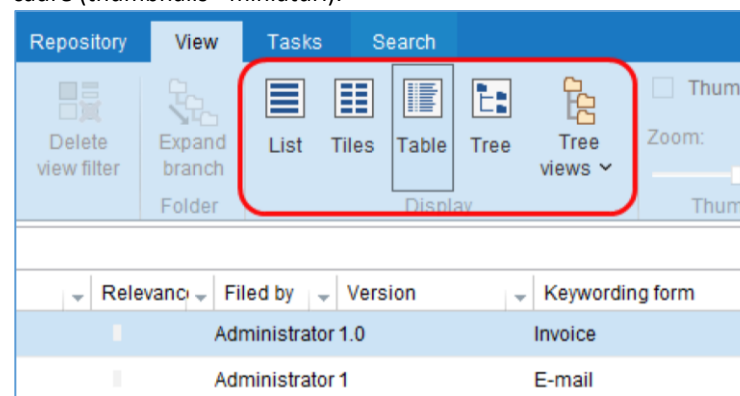 Repository View Tasks Search
Delete view filter
Expand branch
List Tiles Table Tree
Tree views
Thum
Zoom:
Folder Display Thum
Relevanc Filed by Version Keywording form
Administrator 1.0 Invoice
Administrator 1 E-mail